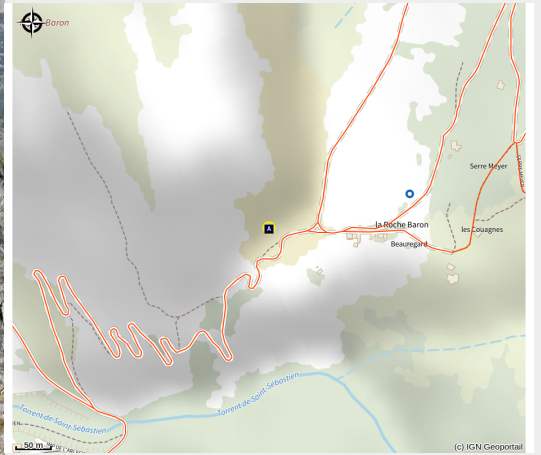 Baron
Serre Meyer
A
la Roche Baron
les Couagnes
Beauregard
Torrent de Saint-Sébastien
Torrent de Saint-Sébastien
50 m
(c) IGN Geoportail